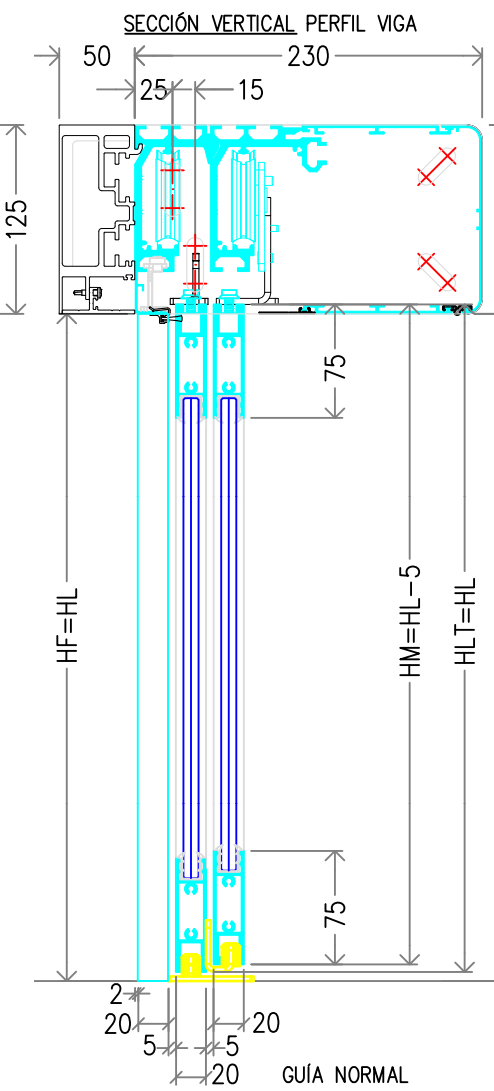 SECCIÓN VERTICAL PERFIL VIGA
50 230
25 15
125
75
HF=HL
HM=HL-5
HLT=HL
75
2
20 20
5 5
20
GUÍA NORMAL